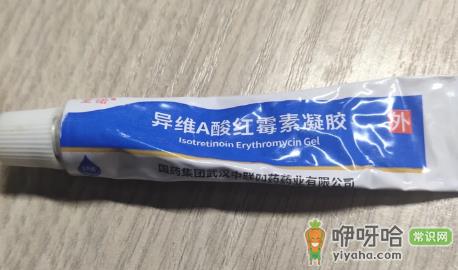 异维A酸红霉素凝胶
外
Isotretinoin Erythromycin Gel
国药集团武汉中联四药药业有限公司
咿呀哈
常识网
yiyaha.com